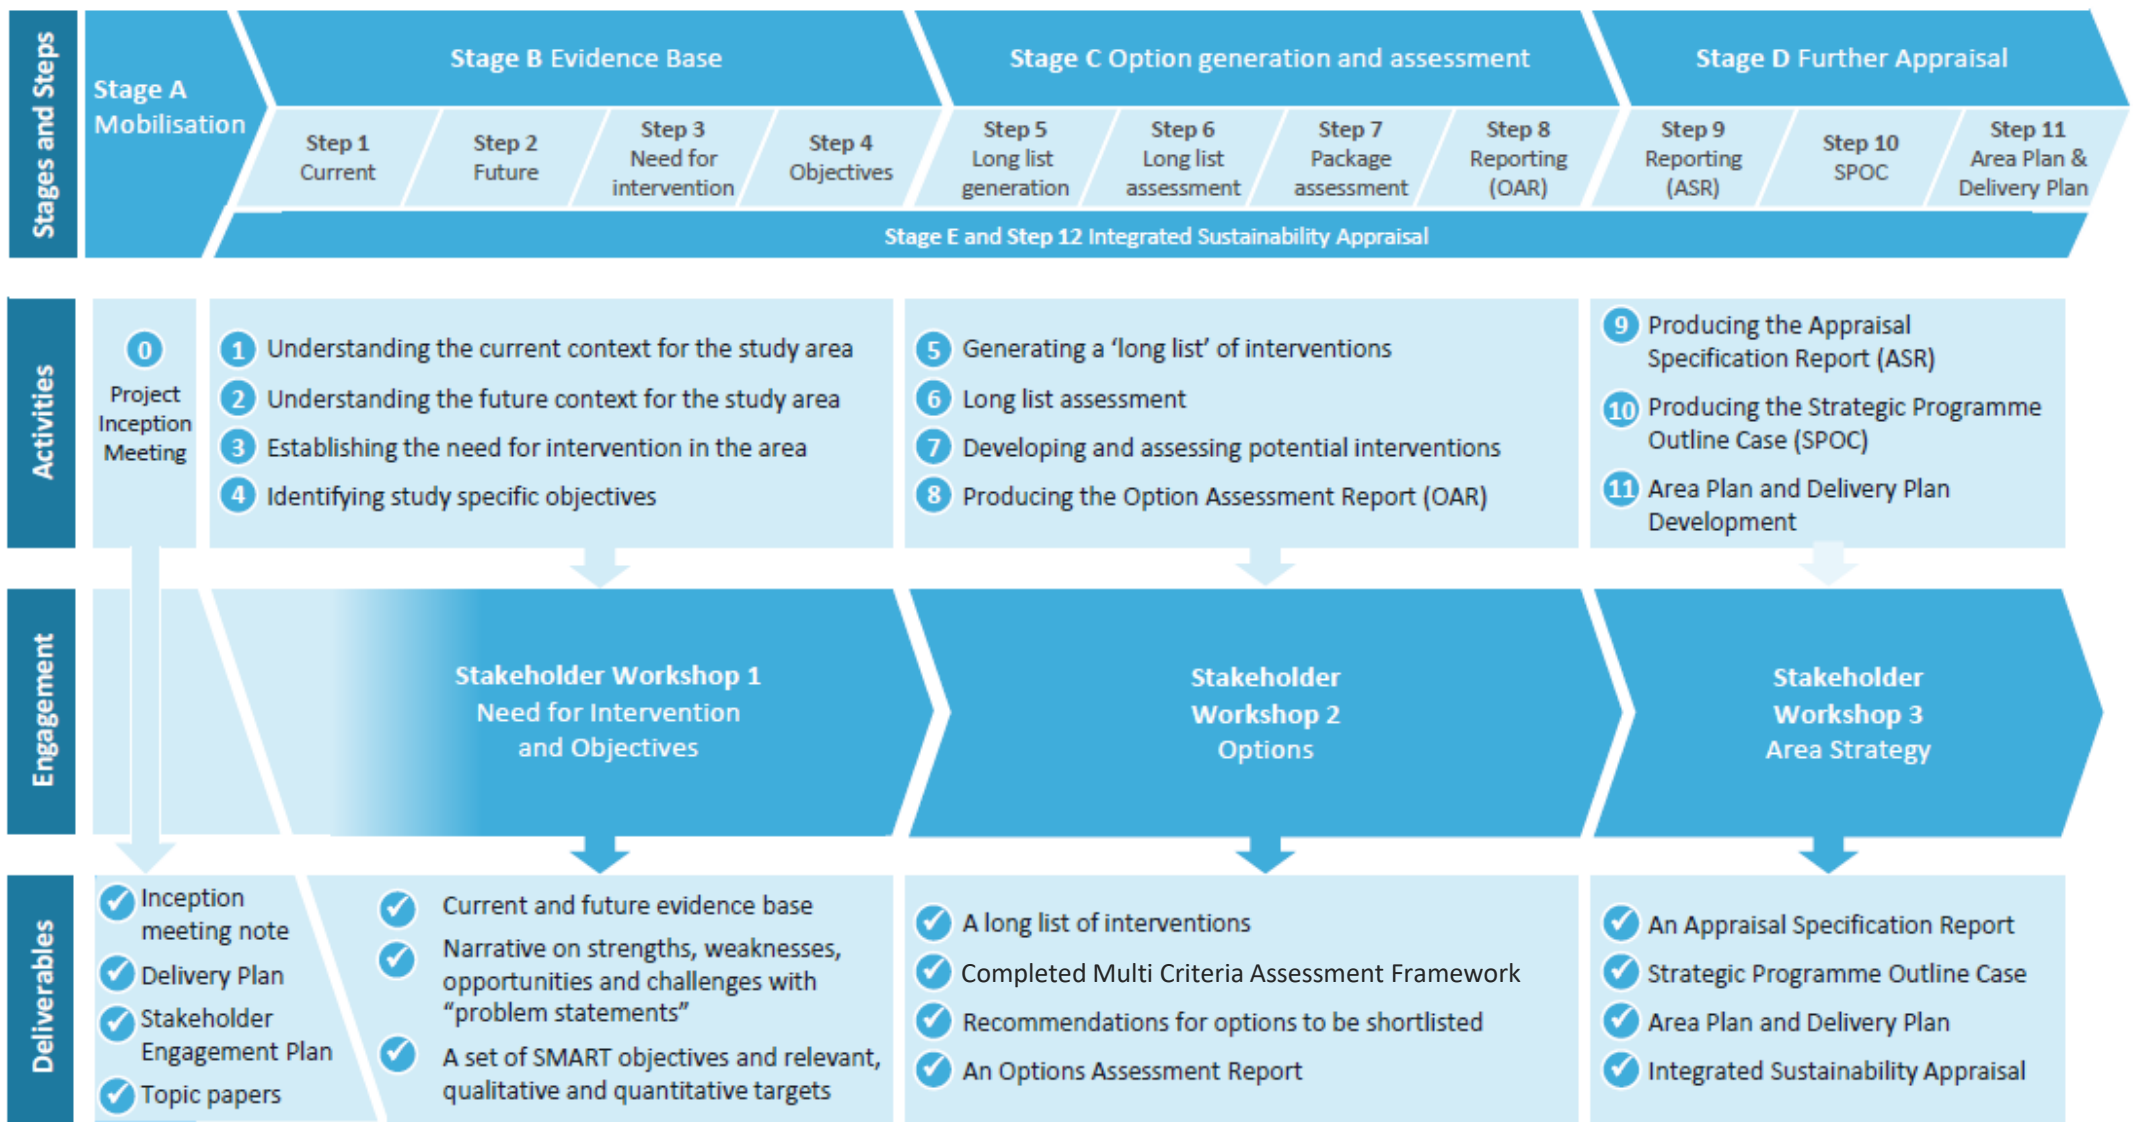 Stages and Steps
Stage A
Mobilisation
Stage B Evidence Base
Step 1
Current
Step 2
Future
Step 3
Need for
intervention
Step 4
Objectives
Stage C Option generation and assessment
Step 5
Long list
generation
Step 6
Long list
assessment
Step 7
Package
assessment
Step 8
Reporting
(OAR)
Stage D Further Appraisal
Step 9
Reporting
(ASR)
Step 10
SPOC
Step 11
Area Plan &
Delivery Plan
Stage E and Step 12 Integrated Sustainability Appraisal
Activities
0
Project
Inception
Meeting
1 Understanding the current context for the study area
2 Understanding the future context for the study area
3 Establishing the need for intervention in the area
4 Identifying study specific objectives
5 Generating a ‘long list’ of interventions
6 Long list assessment
7 Developing and assessing potential interventions
8 Producing the Option Assessment Report (OAR)
9 Producing the Appraisal
Specification Report (ASR)
10 Producing the Strategic Programme
Outline Case (SPOC)
11 Area Plan and Delivery Plan
Development
Engagement
Stakeholder Workshop 1
Need for Intervention
and Objectives
Stakeholder
Workshop 2
Options
Stakeholder
Workshop 3
Area Strategy
Deliverables
Inception
meeting note
Delivery Plan
Stakeholder
Engagement Plan
Topic papers
Current and future evidence base
Narrative on strengths, weaknesses,
opportunities and challenges with
“problem statements”
A set of SMART objectives and relevant,
qualitative and quantitative targets
A long list of interventions
Completed Multi Criteria Assessment Framework
Recommendations for options to be shortlisted
An Options Assessment Report
An Appraisal Specification Report
Strategic Programme Outline Case
Area Plan and Delivery Plan
Integrated Sustainability Appraisal